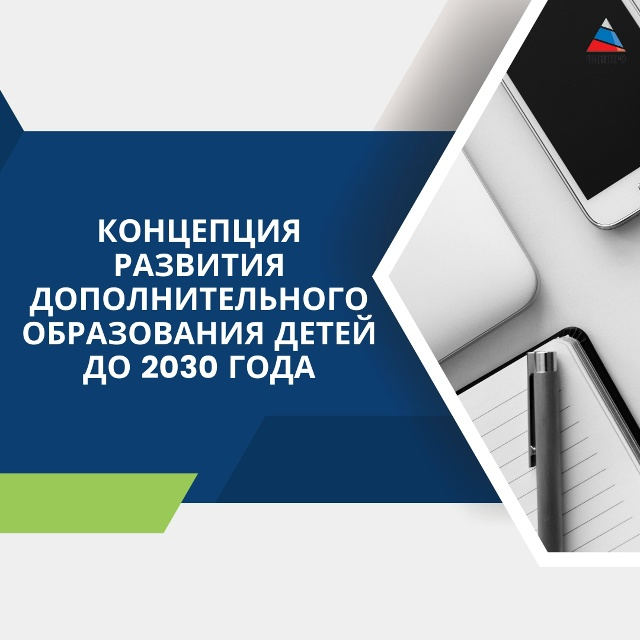 КОНЦЕПЦИЯ
РАЗВИТИЯ
ДОПОЛНИТЕЛЬНОГО
ОБРАЗОВАНИЯ ДЕТЕЙ
ДО 2030 ГОДА